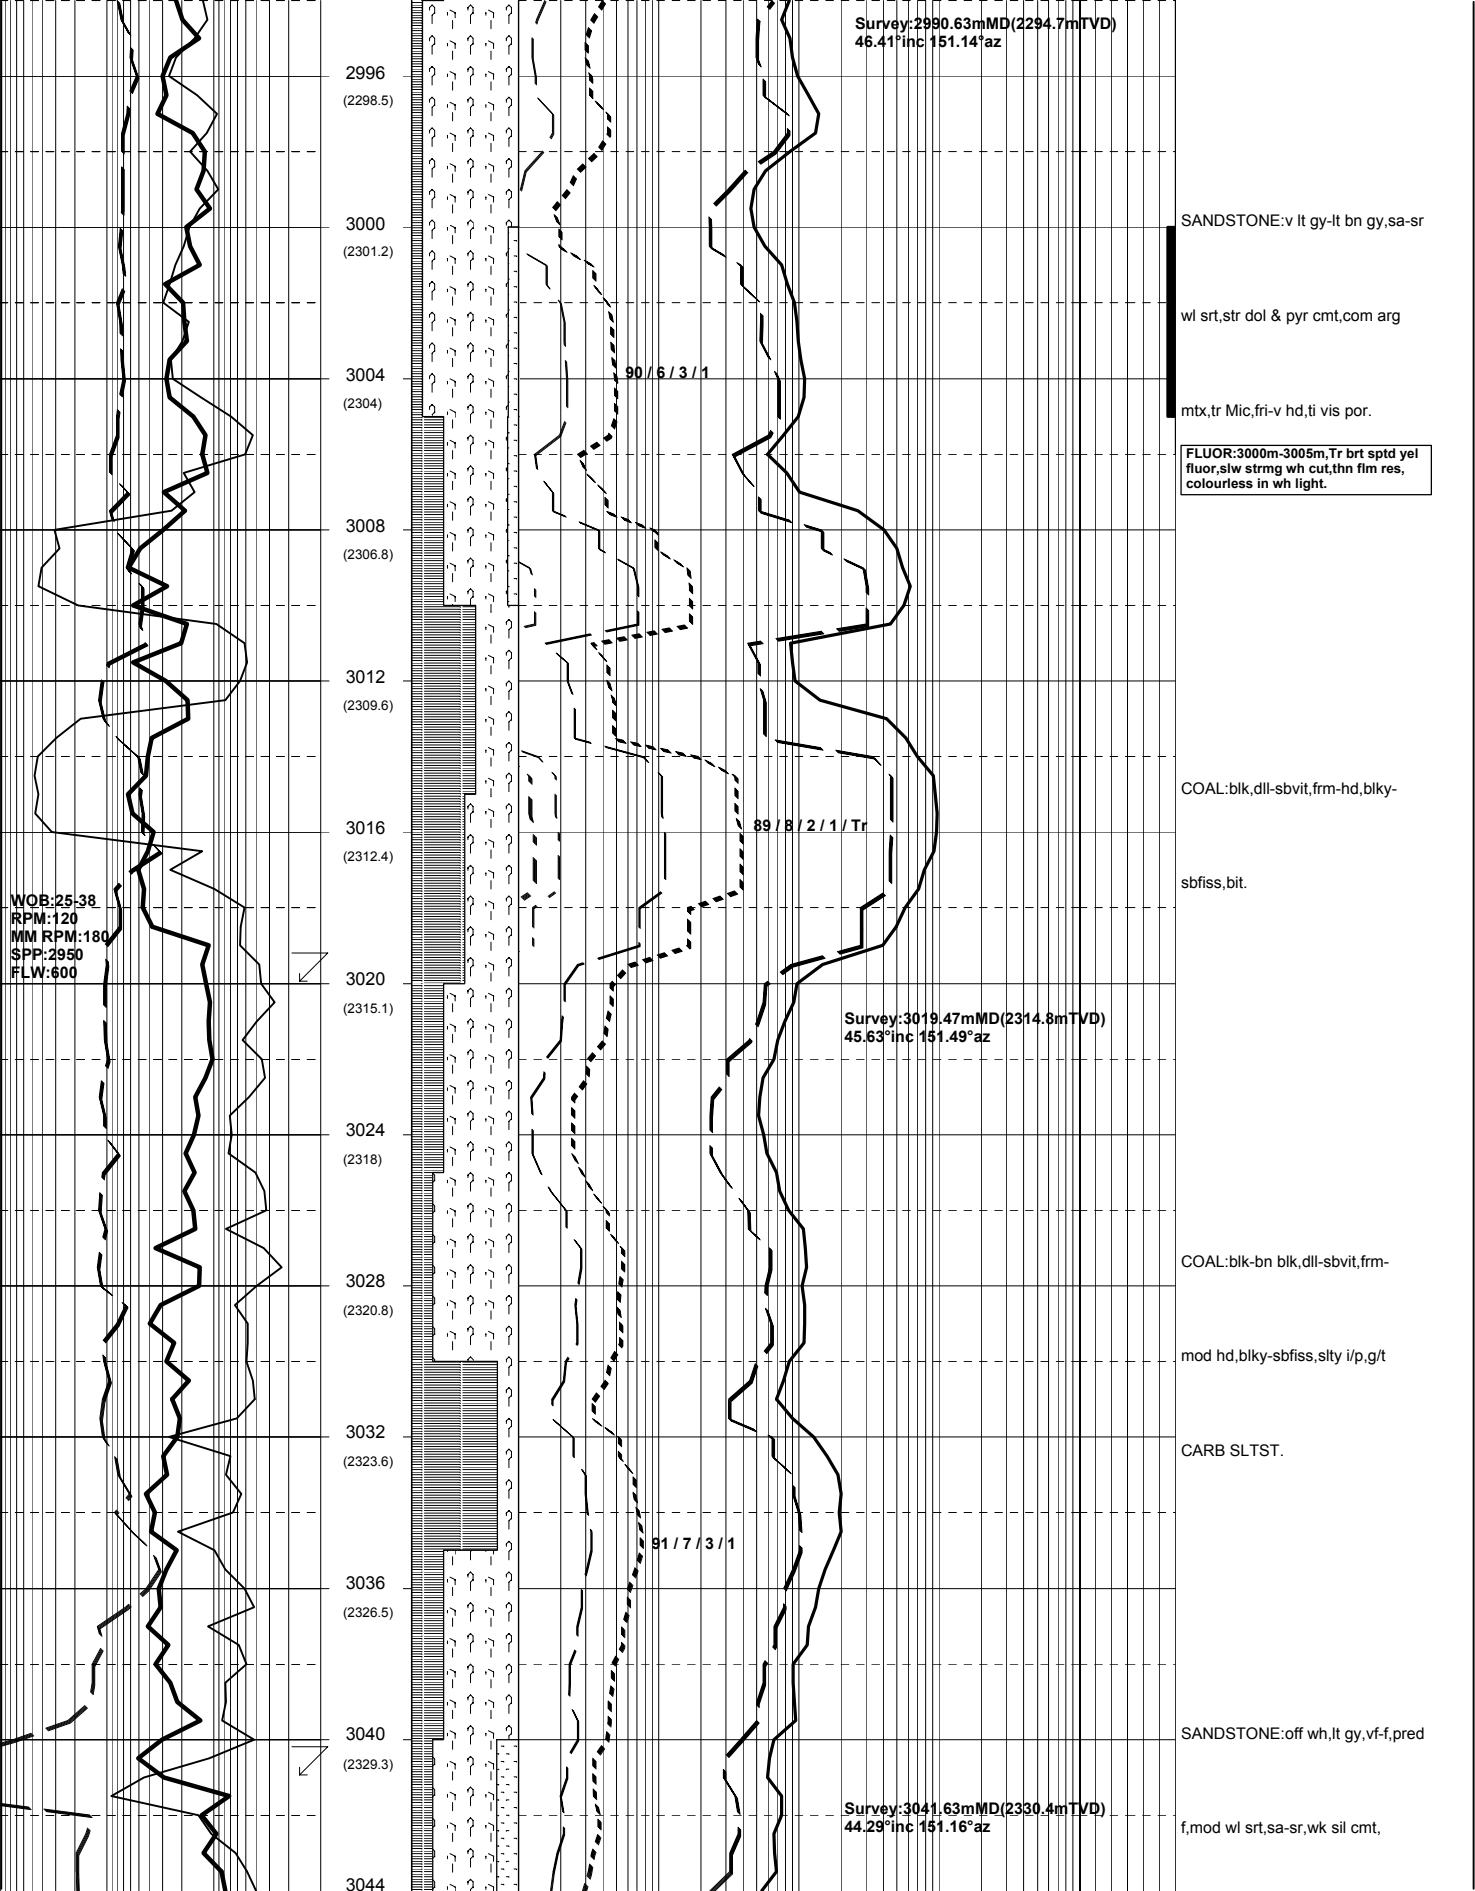 Survey:2990.63mMD(2294.7mTVD)
46.41°inc 151.14°az
2996
(2298.5)
3000
(2301.2)
SANDSTONE:v lt gy-lt bn gy,sa-sr
wl srt,str dol & pyr cmt,com arg
90 / 6 / 3 / 1
3004
(2304)
mtx,tr Mic,fri-v hd,ti vis por.
FLUOR:3000m-3005m,Tr brt sptd yel
fluor,slw strmg wh cut,thn flm res,
colourless in wh light.
3008
(2306.8)
3012
(2309.6)
COAL:blk,dll-sbvit,frm-hd,blky-
89 / 8 / 2 / 1 / Tr
3016
(2312.4)
sbfiss,bit.
WOB:25-38
RPM:120
MM RPM:180
SPP:2950
FLW:600
3020
(2315.1)
Survey:3019.47mMD(2314.8mTVD)
45.63°inc 151.49°az
3024
(2318)
COAL:blk-bn blk,dll-sbvit,frm-
3028
(2320.8)
mod hd,blky-sbfiss,slty i/p,g/t
3032
(2323.6)
CARB SLTST.
91 / 7 / 3 / 1
3036
(2326.5)
3040
(2329.3)
SANDSTONE:off wh,lt gy,vf-f,pred
Survey:3041.63mMD(2330.4mTVD)
44.29°inc 151.16°az
f,mod wl srt,sa-sr,wk sil cmt,
3044